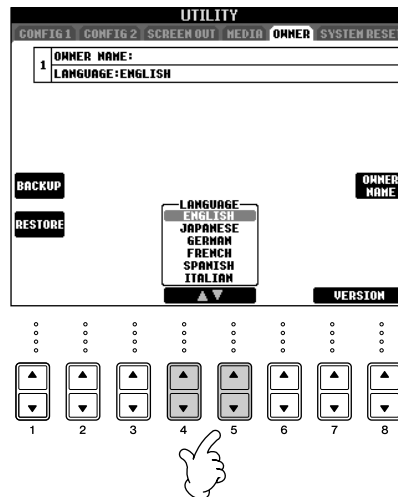 UTILITY
CONFIG 1 CONFIG 2 SCREEN OUT MEDIA OWNER SYSTEM RESET
1 OWNER NAME:
LANGUAGE:ENGLISH
BACKUP
OWNER NAME
RESTORE
LANGUAGE
ENGLISH
JAPANESE
GERMAN
FRENCH
SPANISH
ITALIAN
▲▼
VERSION
1 2 3 4 5 6 7 8